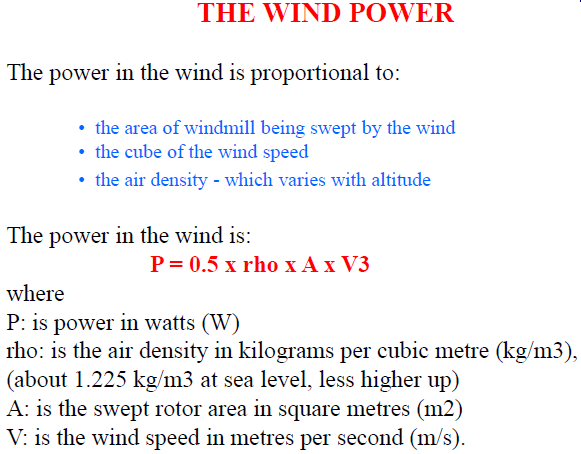 THE WIND POWER
The power in the wind is proportional to:
• the area of windmill being swept by the wind
• the cube of the wind speed
• the air density - which varies with altitude
The power in the wind is:
P = 0.5 x rho x A x V3
where
P: is power in watts (W)
rho: is the air density in kilograms per cubic metre (kg/m3),
(about 1.225 kg/m3 at sea level, less higher up)
A: is the swept rotor area in square metres (m2)
V: is the wind speed in metres per second (m/s).